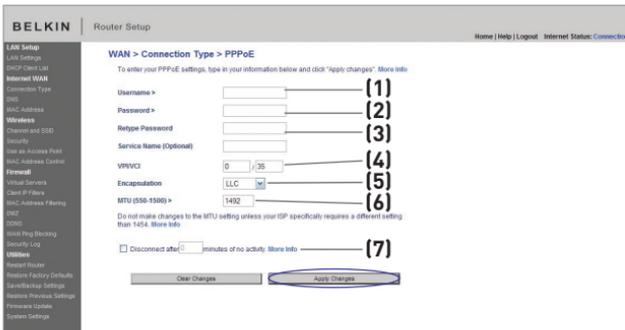 BELKIN Router Setup
Home | Help | Logout Internet Status: Connection
LAN Setup
LAN Settings
DHCP Client List
Internet WAN
Connection Type
DNS
MAC Address
Wireless
Channel and SSID
Security
Use as Access Point
MAC Address Control
Firewall
Virtual Servers
Client IP Filters
MAC Address Filtering
DMZ
DDNS
WAN Ping Blocking
Security Log
Utilities
Restart Router
Restore Factory Defaults
Save/Backup Settings
Restore Previous Settings
Firmware Update
System Settings
WAN > Connection Type > PPPoE
To enter your PPPoE settings, type in your information below and click "Apply changes". More Info
Username > (1)
Password > (2)
Retype Password (3)
Service Name (Optional)
VPI/VCI 0 / 35 (4)
Encapsulation LLC (5)
MTU (550-1500) > 1492 (6)
Do not make changes to the MTU setting unless your ISP specifically requires a different setting
than 1454. More Info
Disconnect after 0 minutes of no activity. More Info (7)
Clear Changes Apply Changes